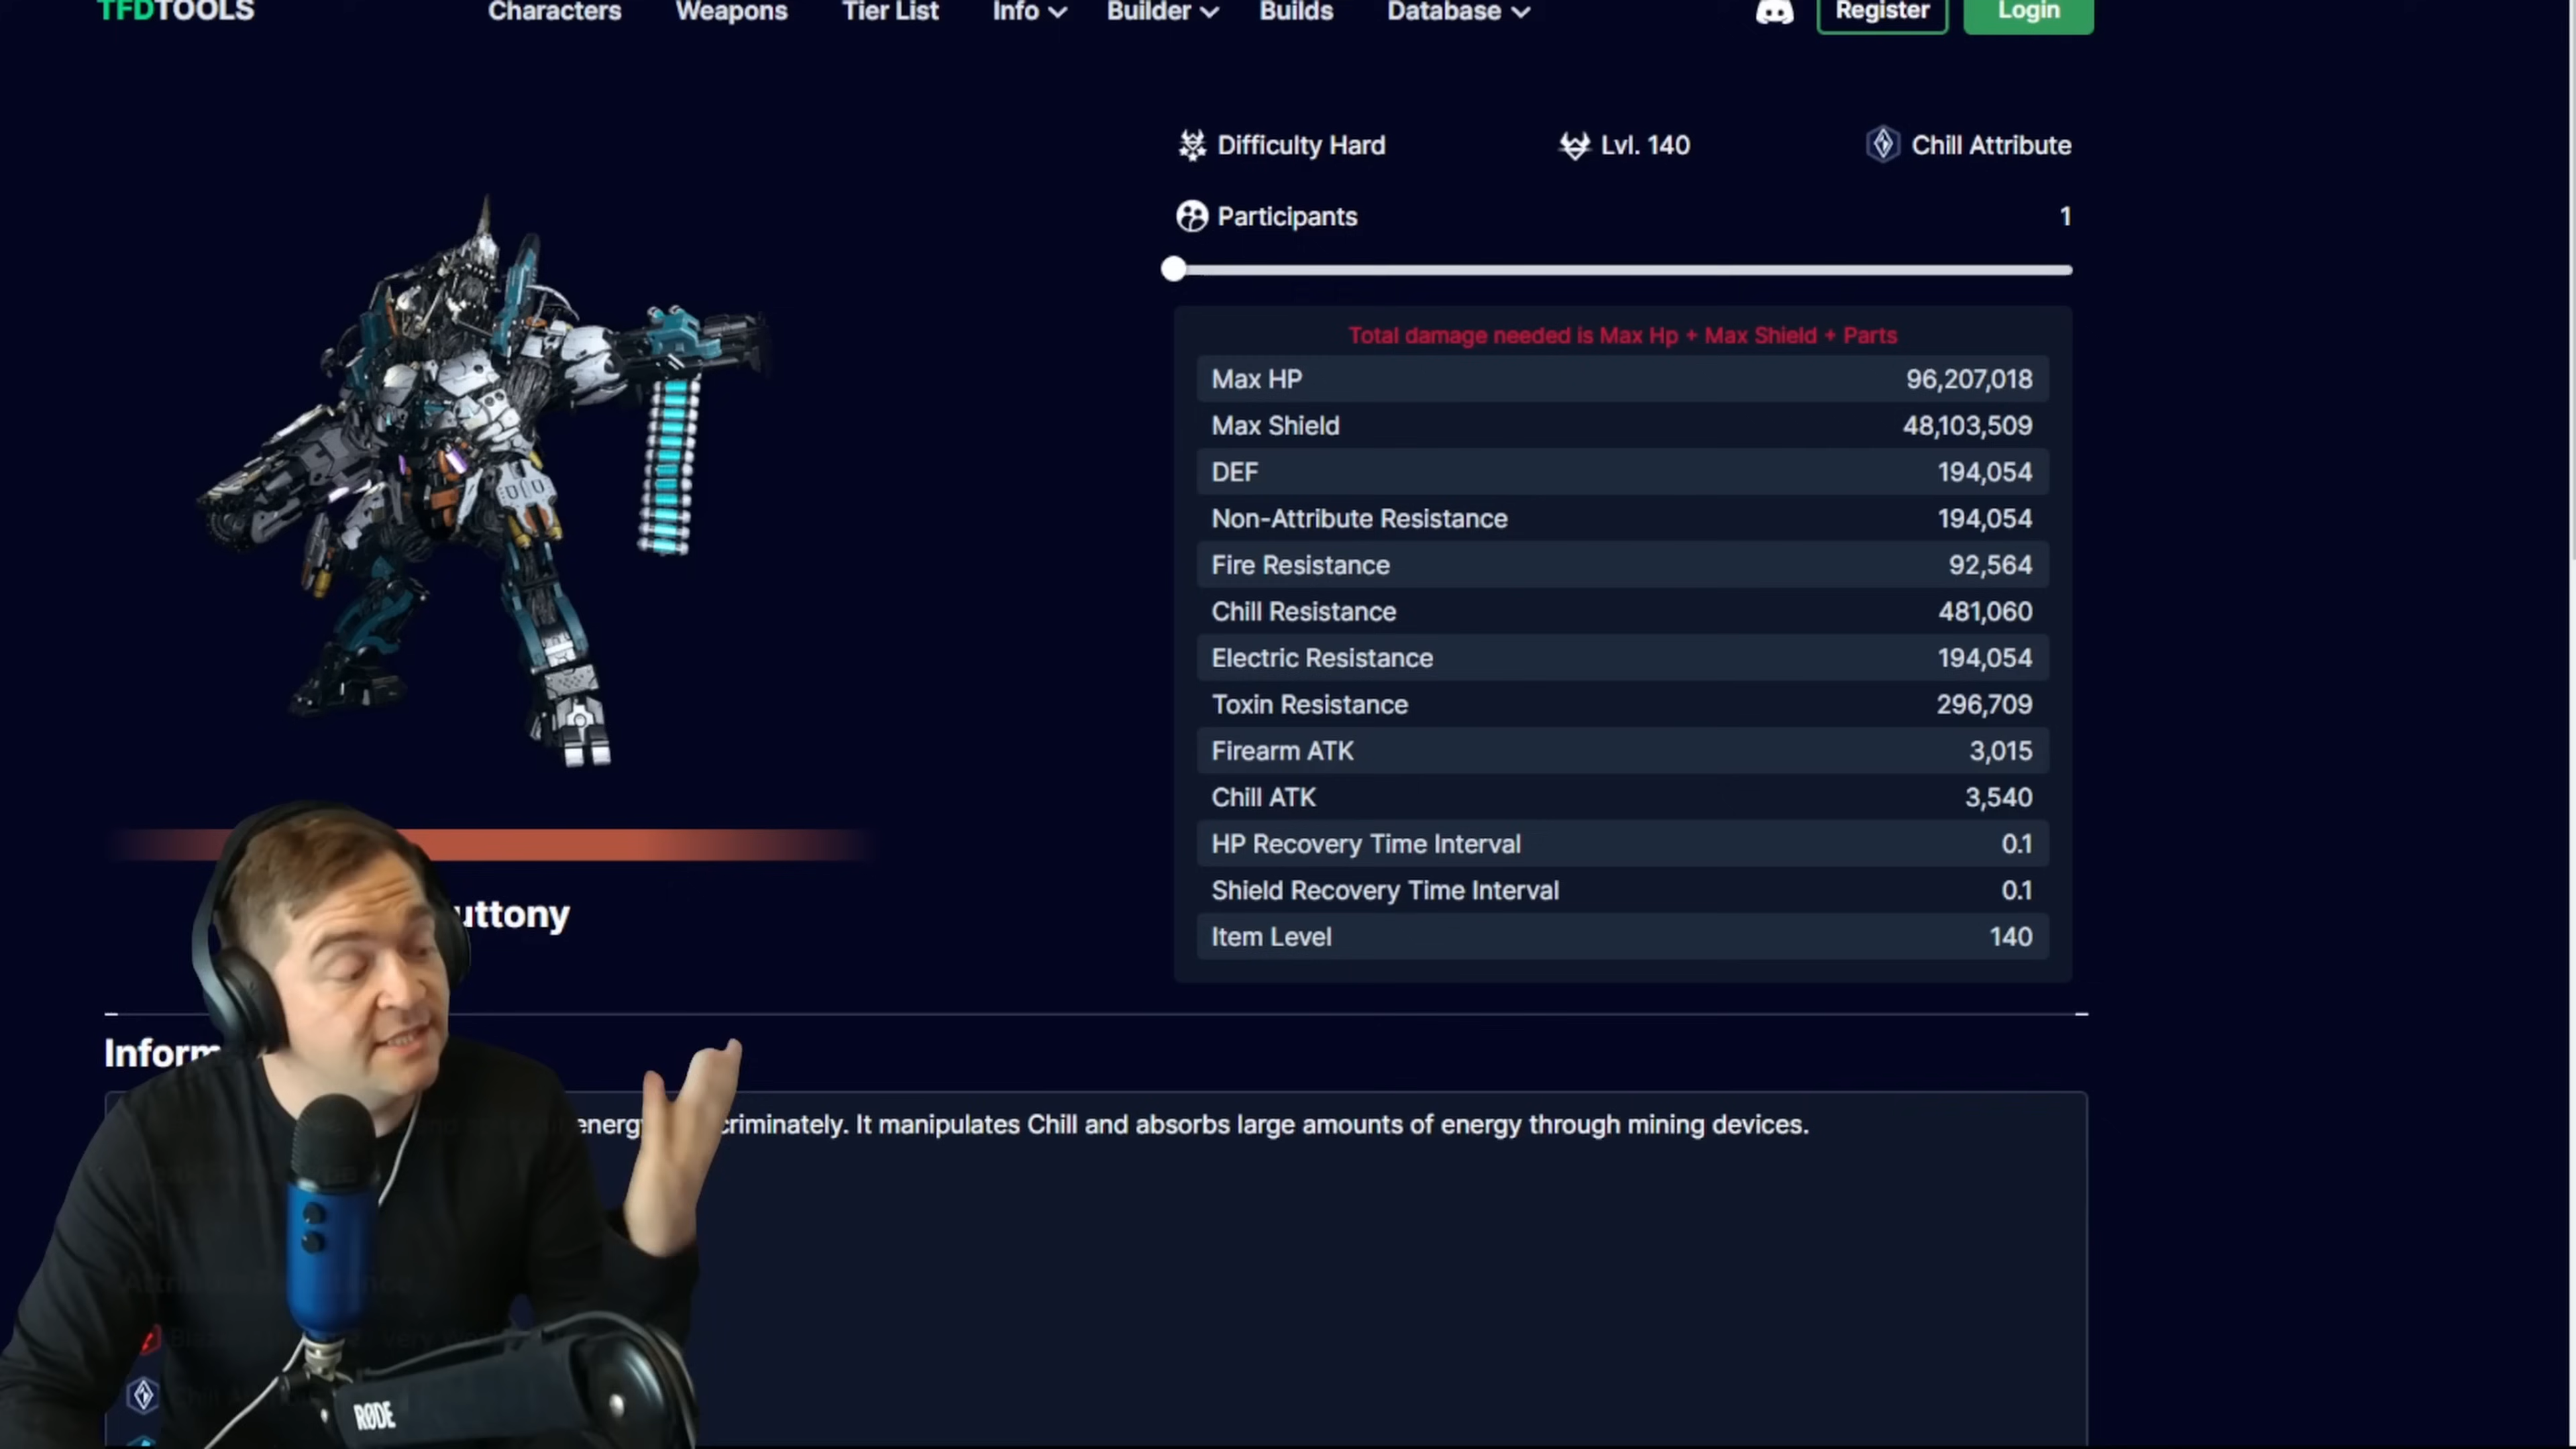 TFDTOOLS
Characters
Weapons
Tier List
Info
Builder
Builds
Database
Register
Login
Difficulty Hard
Lvl. 140
Chill Attribute
Participants
1
Total damage needed is Max Hp + Max Shield + Parts
Max HP 96,207,018
Max Shield 48,103,509
DEF 194,054
Non-Attribute Resistance 194,054
Fire Resistance 92,564
Chill Resistance 481,060
Electric Resistance 194,054
Toxin Resistance 296,709
Firearm ATK 3,015
Chill ATK 3,540
HP Recovery Time Interval 0.1
Shield Recovery Time Interval 0.1
Item Level 140
uttony
Inform
energ criminately. It manipulates Chill and absorbs large amounts of energy through mining devices.
RØDE